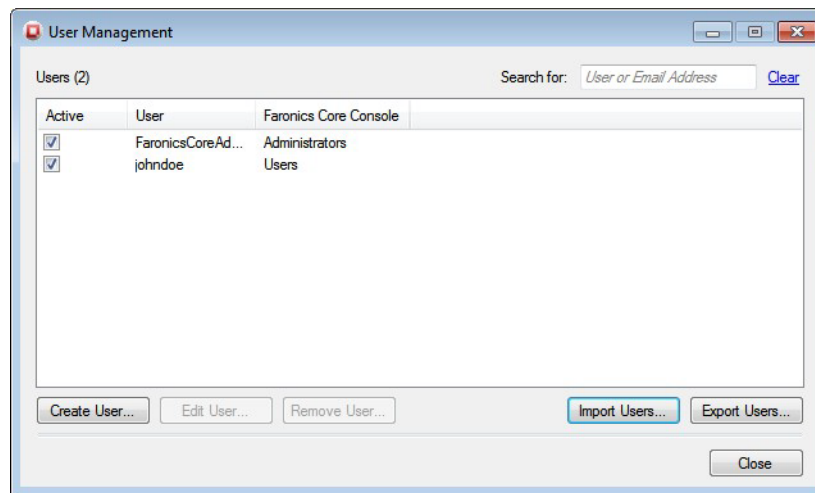 User Management
Users (2) Search for: User or Email Address Clear
Active User Faronics Core Console
FaronicsCoreAd... Administrators
johndoe Users
Create User... Edit User... Remove User... Import Users... Export Users...
Close